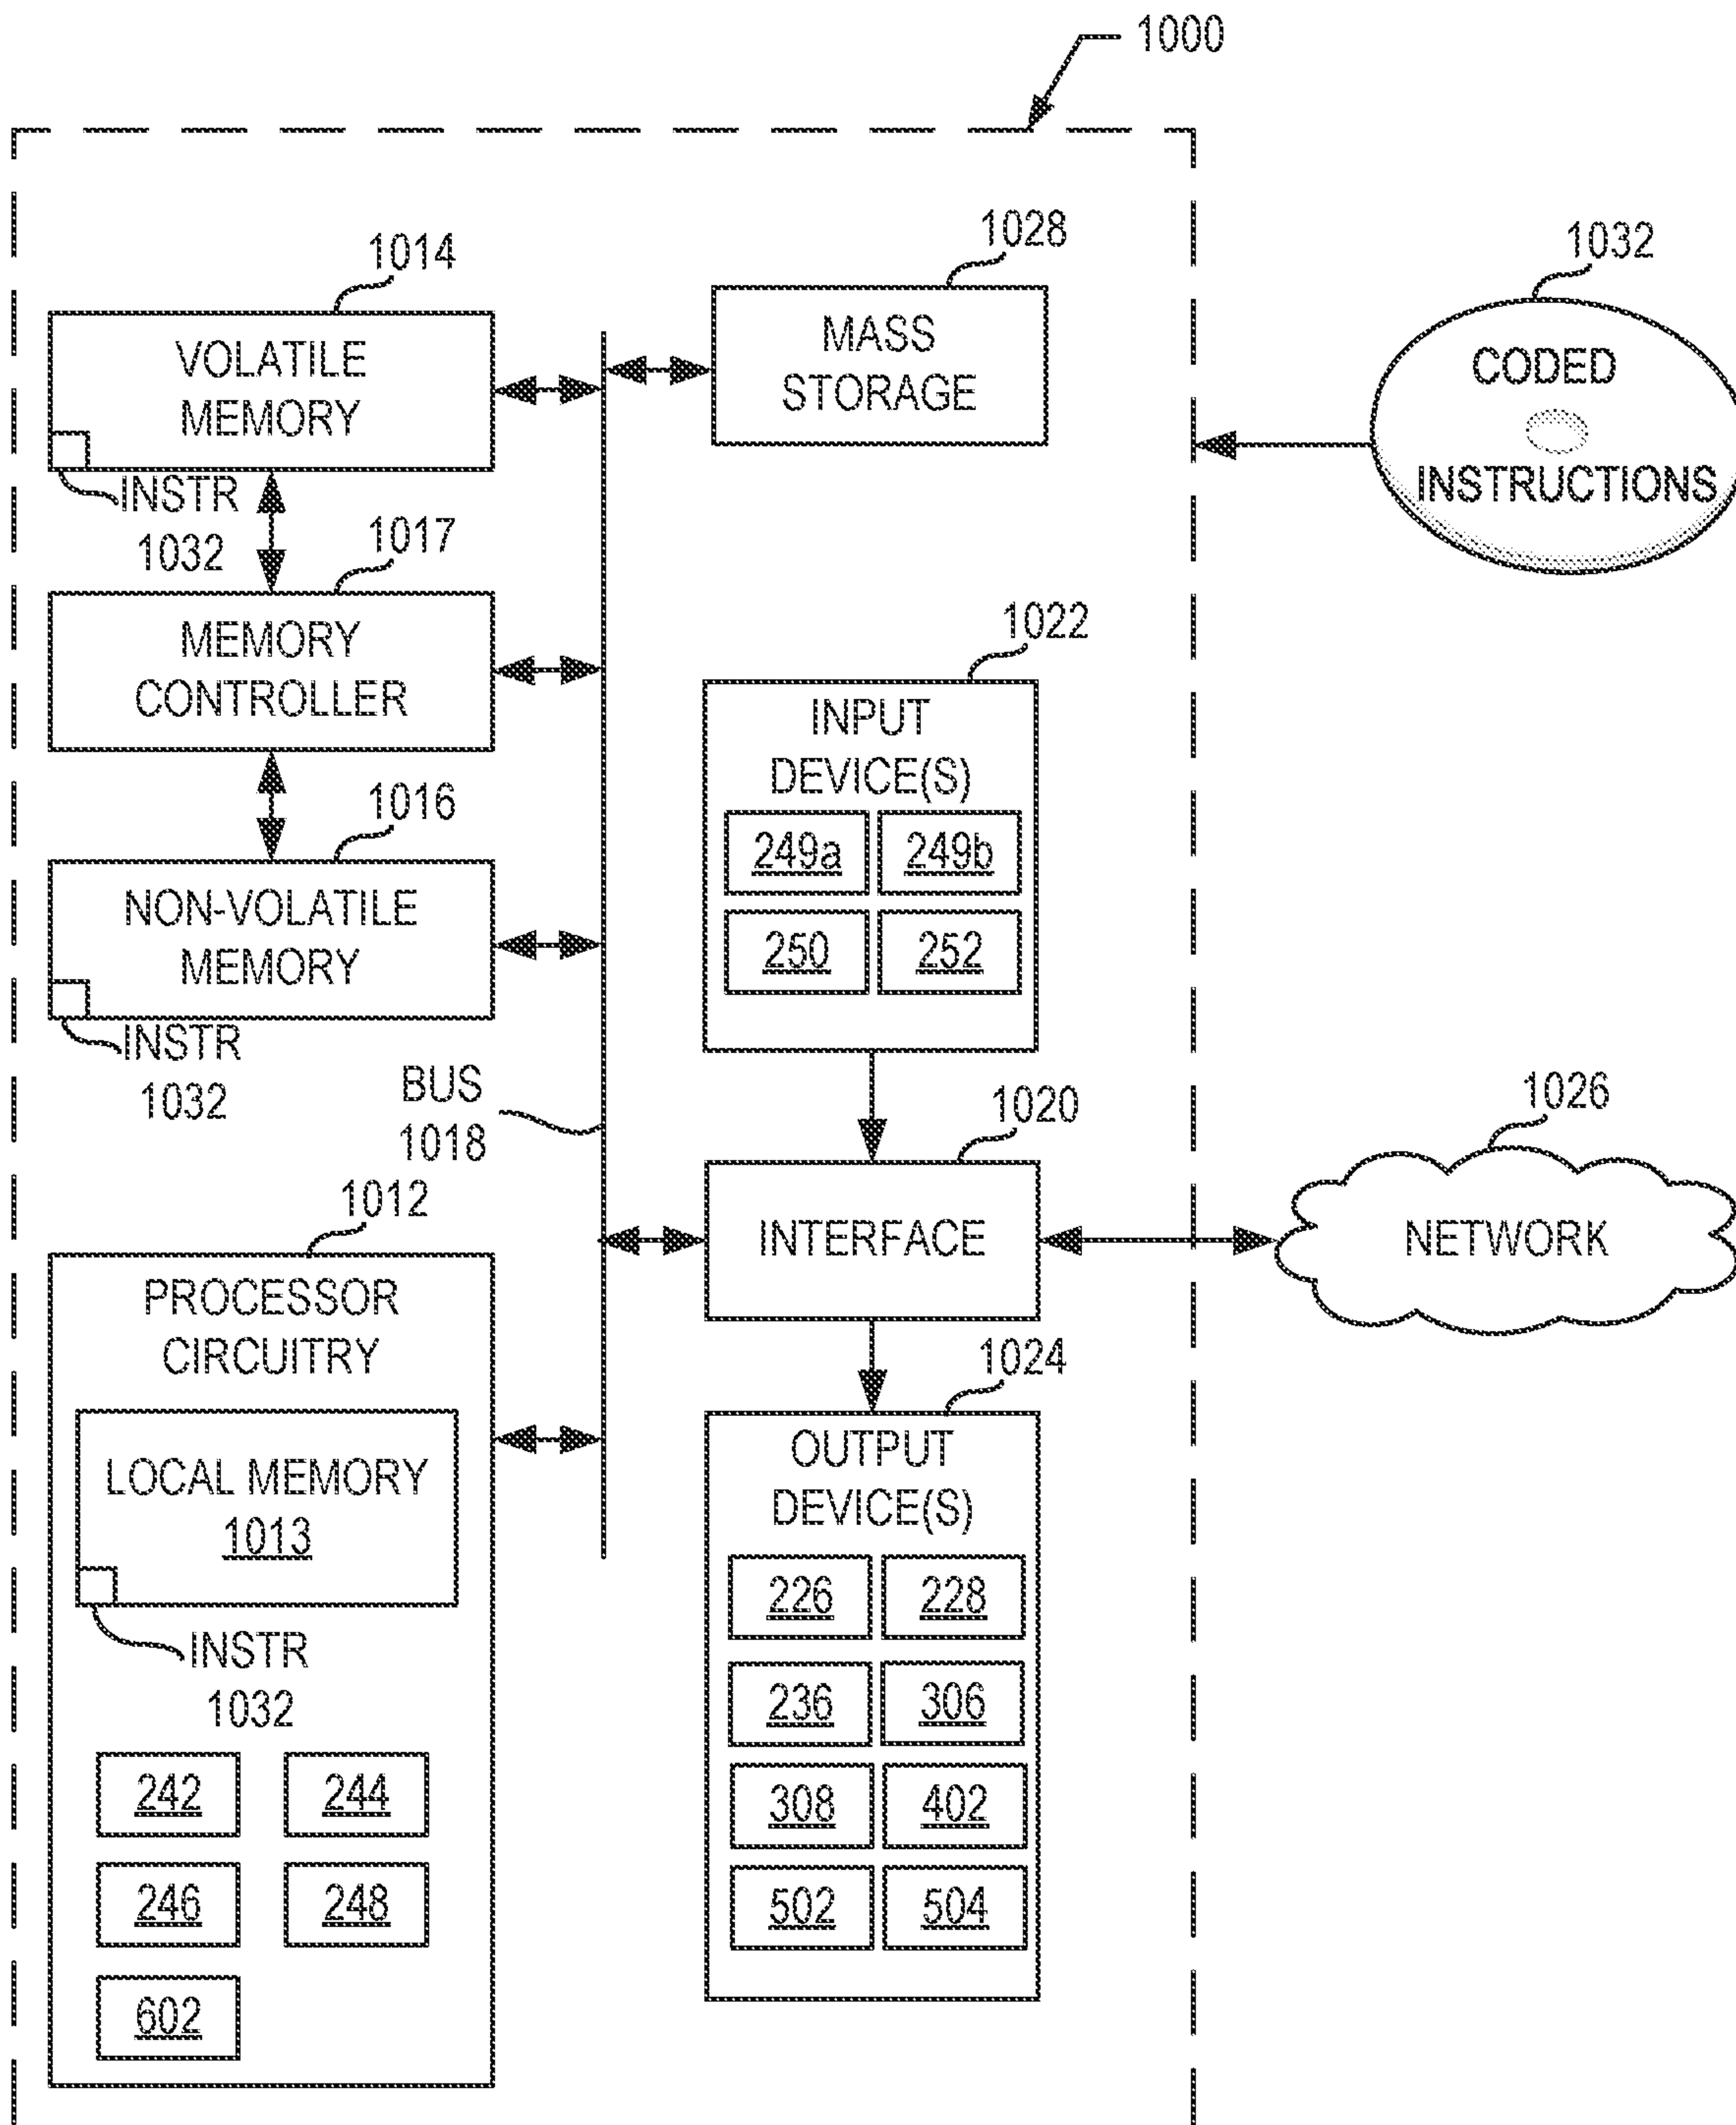 1000
1014
VOLATILE
MEMORY
INSTR
1032
1017
MEMORY
CONTROLLER
1016
NON-VOLATILE
MEMORY
INSTR
1032
BUS
1018
1012
PROCESSOR
CIRCUITRY
LOCAL MEMORY
1013
INSTR
1032
242
244
246
248
602
1028
MASS
STORAGE
1022
INPUT
DEVICE(S)
249a
249b
250
252
1020
INTERFACE
1024
OUTPUT
DEVICE(S)
226
228
236
306
308
402
502
504
1032
CODED
INSTRUCTIONS
1026
NETWORK